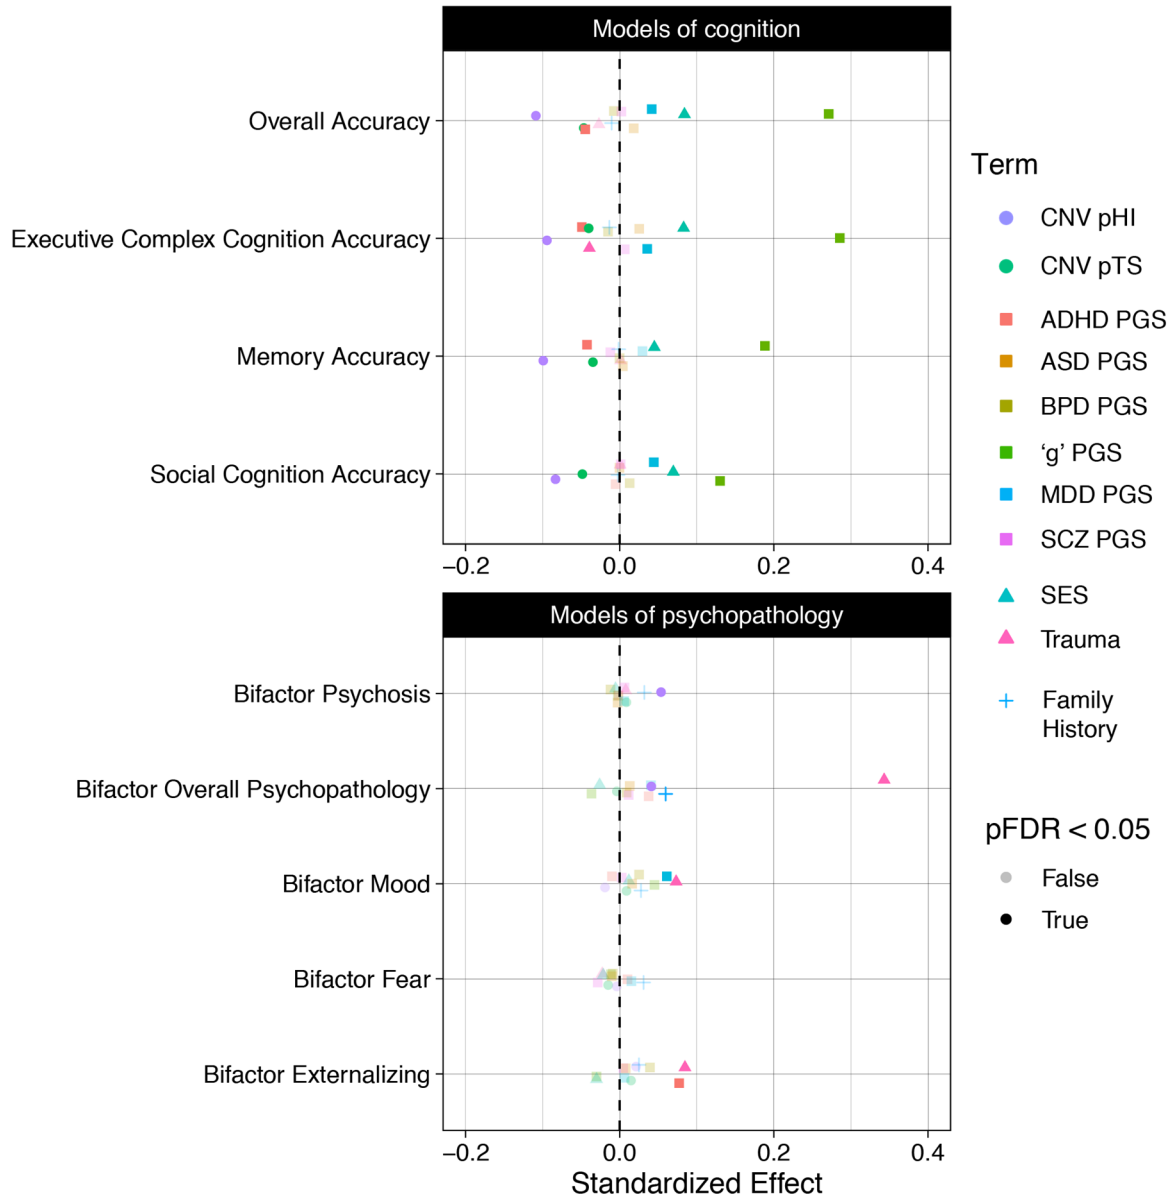 Models of cognition
Overall Accuracy
Executive Complex Cognition Accuracy
Memory Accuracy
Social Cognition Accuracy
−0.2 0.0 0.2 0.4
Models of psychopathology
Bifactor Psychosis
Bifactor Overall Psychopathology
Bifactor Mood
Bifactor Fear
Bifactor Externalizing
−0.2 0.0 0.2 0.4
Standardized Effect
Term
CNV pHI
CNV pTS
ADHD PGS
ASD PGS
BPD PGS
‘g’ PGS
MDD PGS
SCZ PGS
SES
Trauma
Family
History
pFDR < 0.05
False
True